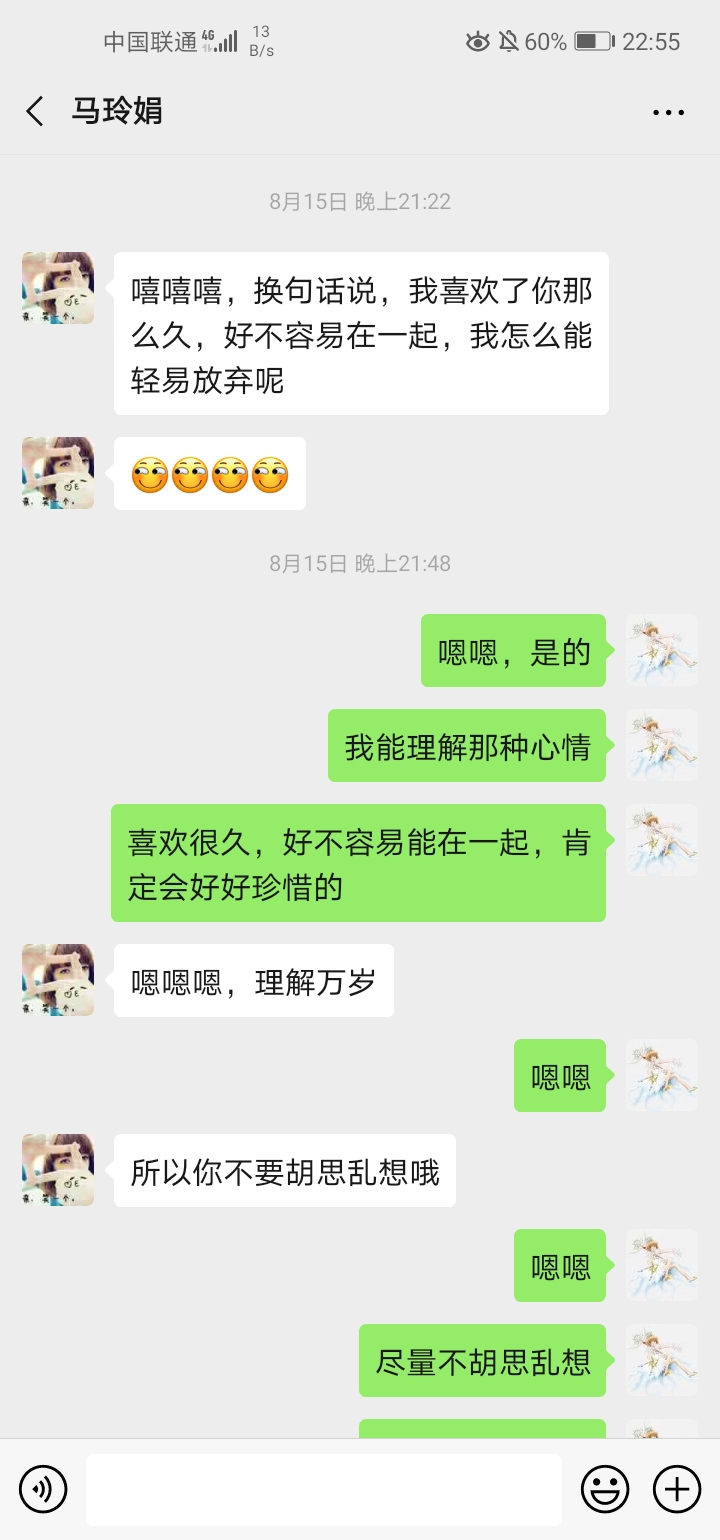 中国联通 4G 13 B/s 60% 22:55
马玲娟
8月15日 晚上21:22
嘻嘻嘻，换句话说，我喜欢了你那
么久，好不容易在一起，我怎么能
轻易放弃呢
8月15日 晚上21:48
嗯嗯，是的
我能理解那种心情
喜欢很久，好不容易能在一起，肯
定会好好珍惜的
嗯嗯嗯，理解万岁
嗯嗯
所以你不要胡思乱想哦
嗯嗯
尽量不胡思乱想